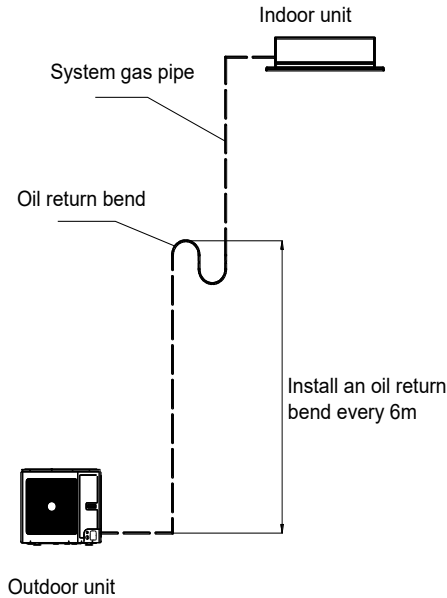 Indoor unit
System gas pipe
Oil return bend
Install an oil return
bend every 6m
Outdoor unit